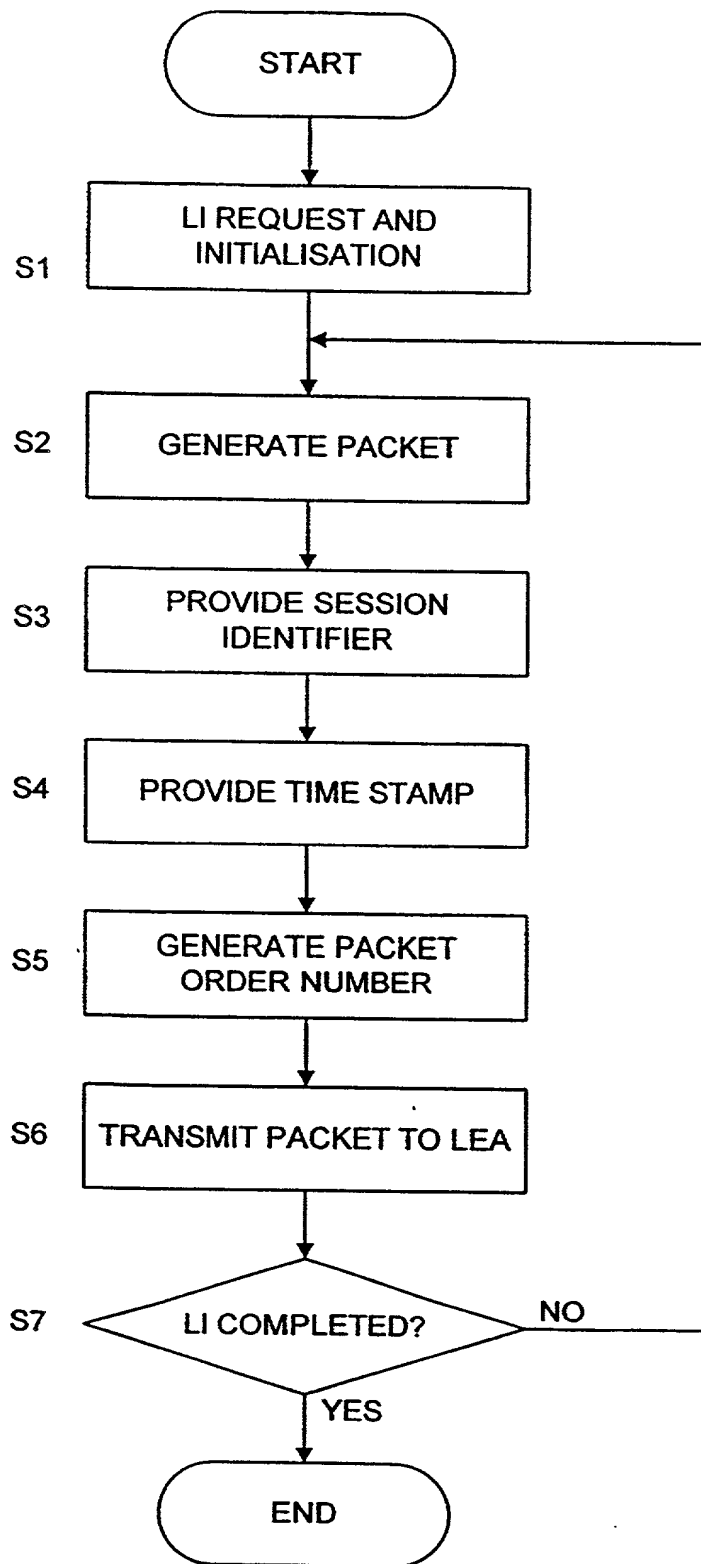 START
S1
LI REQUEST AND
INITIALISATION
S2
GENERATE PACKET
S3
PROVIDE SESSION
IDENTIFIER
S4
PROVIDE TIME STAMP
S5
GENERATE PACKET
ORDER NUMBER
S6
TRANSMIT PACKET TO LEA
S7
LI COMPLETED?
NO
YES
END